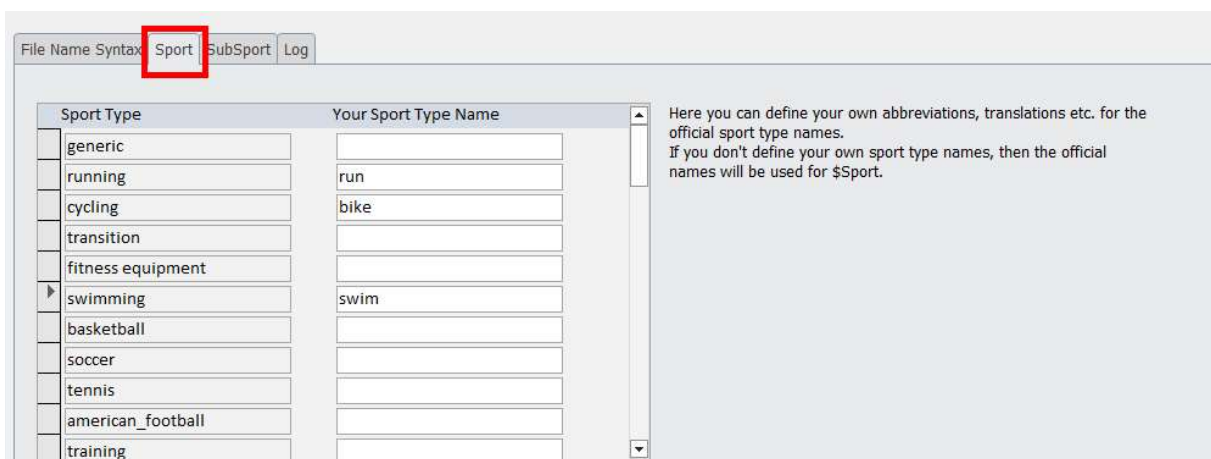 File Name Syntax Sport SubSport Log
Sport Type Your Sport Type Name
generic
running run
cycling bike
transition
fitness equipment
swimming swim
basketball
soccer
tennis
american_football
training
Here you can define your own abbreviations, translations etc. for the
official sport type names.
If you don't define your own sport type names, then the official
names will be used for $Sport.